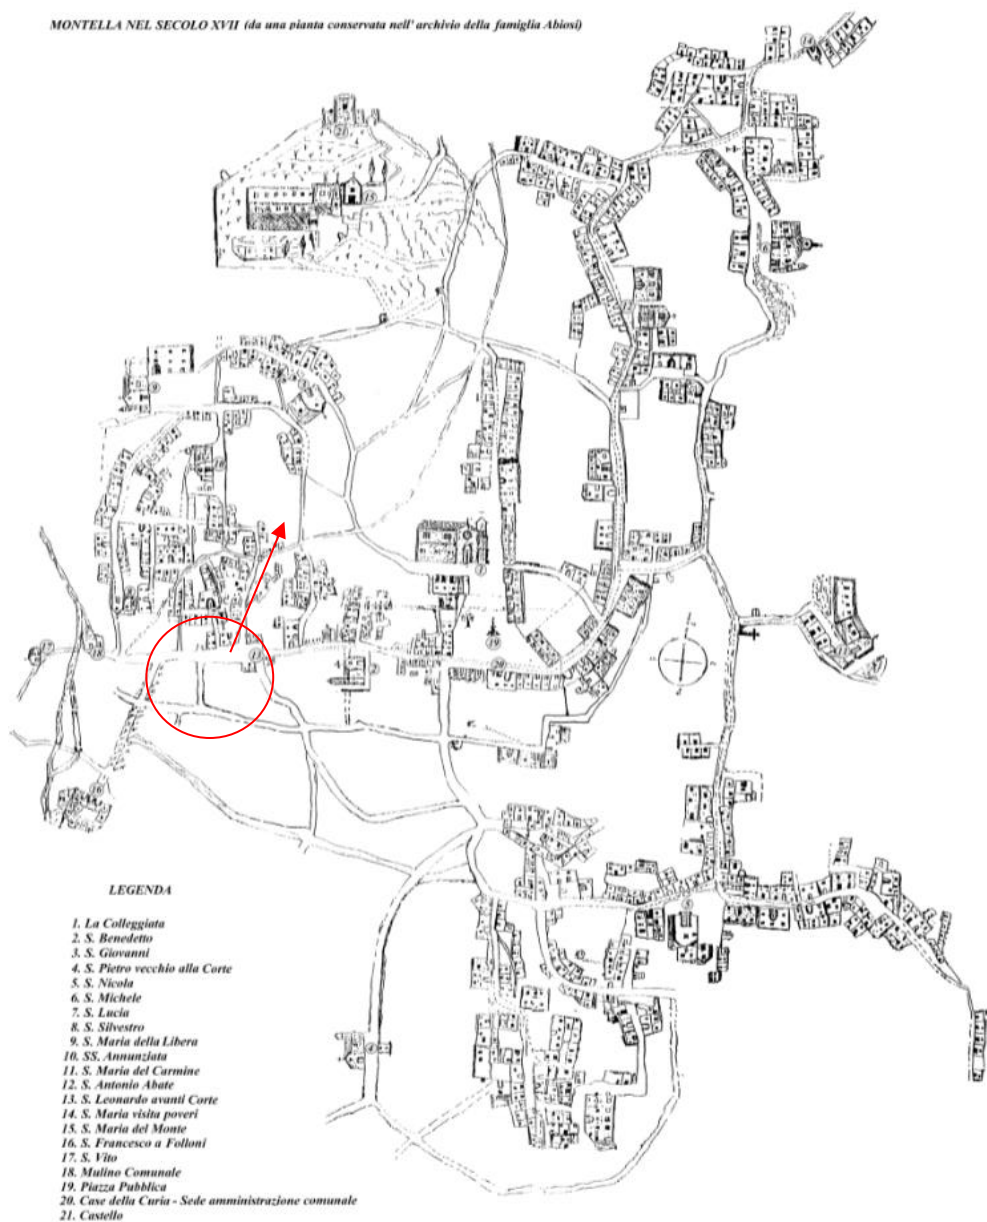 MONTELLA NEL SECOLO XVII (da una pianta conservata nell' archivio della famiglia Abiosi)
LEGENDA
1. La Colleggiata
2. S. Benedetto
3. S. Giovanni
4. S. Pietro vecchio alla Corte
5. S. Nicola
6. S. Michele
7. S. Lucia
8. S. Silvestro
9. S. Maria della Libera
10. SS. Annunziata
11. S. Maria del Carmine
12. S. Antonio Abate
13. S. Leonardo avanti Corte
14. S. Maria visita poveri
15. S. Maria del Monte
16. S. Francesco a Folloni
17. S. Vito
18. Mulino Comunale
19. Piazza Pubblica
20. Case della Curia - Sede amministrazione comunale
21. Castello